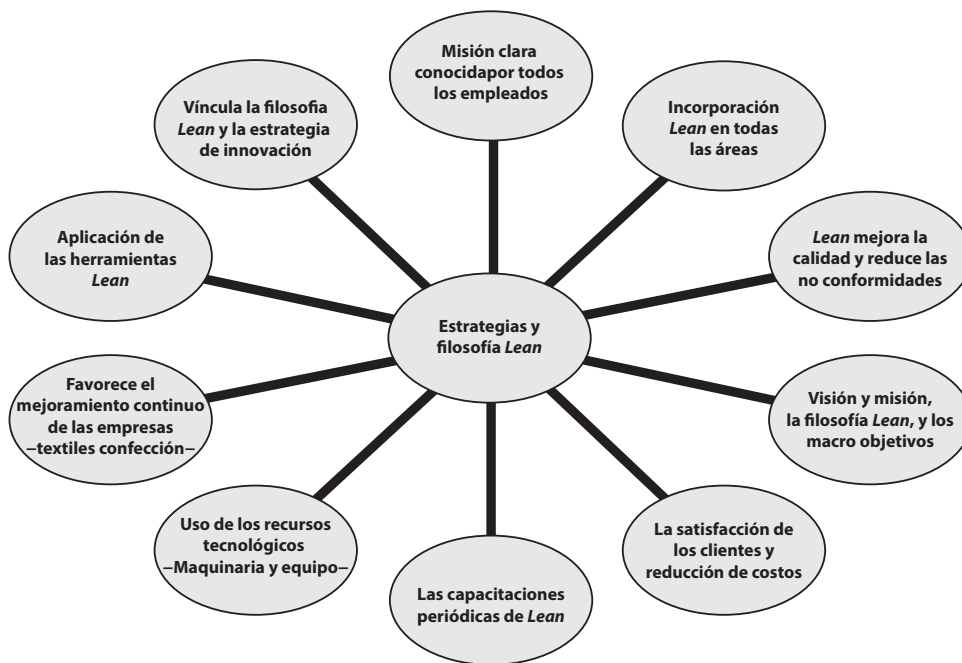 Misión clara
conocidapor todos
los empleados
Incorporación
Lean en todas
las áreas
Lean mejora la
calidad y reduce las
no conformidades
Visión y misión,
la filosofía Lean, y los
macro objetivos
La satisfacción de
los clientes y
reducción de costos
Las capacitaciones
periódicas de Lean
Uso de los recursos
tecnológicos
–Maquinaria y equipo–
Favorece el
mejoramiento continuo
de las empresas
–textiles confección–
Aplicación de
las herramientas
Lean
Víncula la filosofia
Lean y la estrategia
de innovación
Estrategias y
filosofía Lean